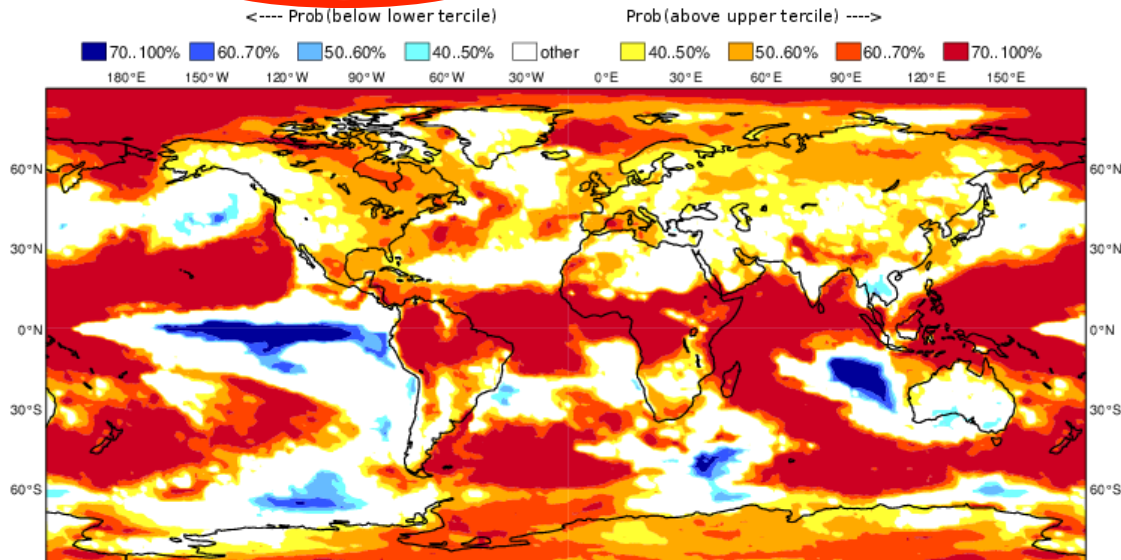 <---- Prob(below lower tercile) Prob(above upper tercile) ---->
70..100% 60..70% 50..60% 40..50% other 40..50% 50..60% 60..70% 70..100%
180°E 150°W 120°W 90°W 60°W 30°W 0°E 30°E 60°E 90°E 120°E 150°E
60°N 60°N
30°N 30°N
0°N 0°N
30°S 30°S
60°S 60°S